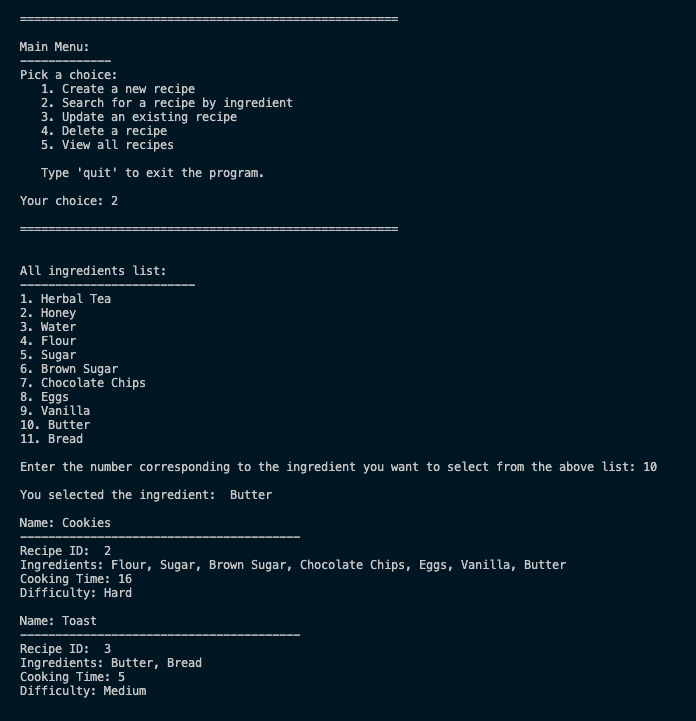 ======================================================
Main Menu:
-------------
Pick a choice:
   1. Create a new recipe
   2. Search for a recipe by ingredient
   3. Update an existing recipe
   4. Delete a recipe
   5. View all recipes
   Type 'quit' to exit the program.
Your choice: 2
======================================================
All ingredients list:
-------------------------
1. Herbal Tea
2. Honey
3. Water
4. Flour
5. Sugar
6. Brown Sugar
7. Chocolate Chips
8. Eggs
9. Vanilla
10. Butter
11. Bread
Enter the number corresponding to the ingredient you want to select from the above list: 10
You selected the ingredient:  Butter
Name: Cookies
----------------------------------------
Recipe ID:  2
Ingredients: Flour, Sugar, Brown Sugar, Chocolate Chips, Eggs, Vanilla, Butter
Cooking Time: 16
Difficulty: Hard
Name: Toast
----------------------------------------
Recipe ID:  3
Ingredients: Butter, Bread
Cooking Time: 5
Difficulty: Medium